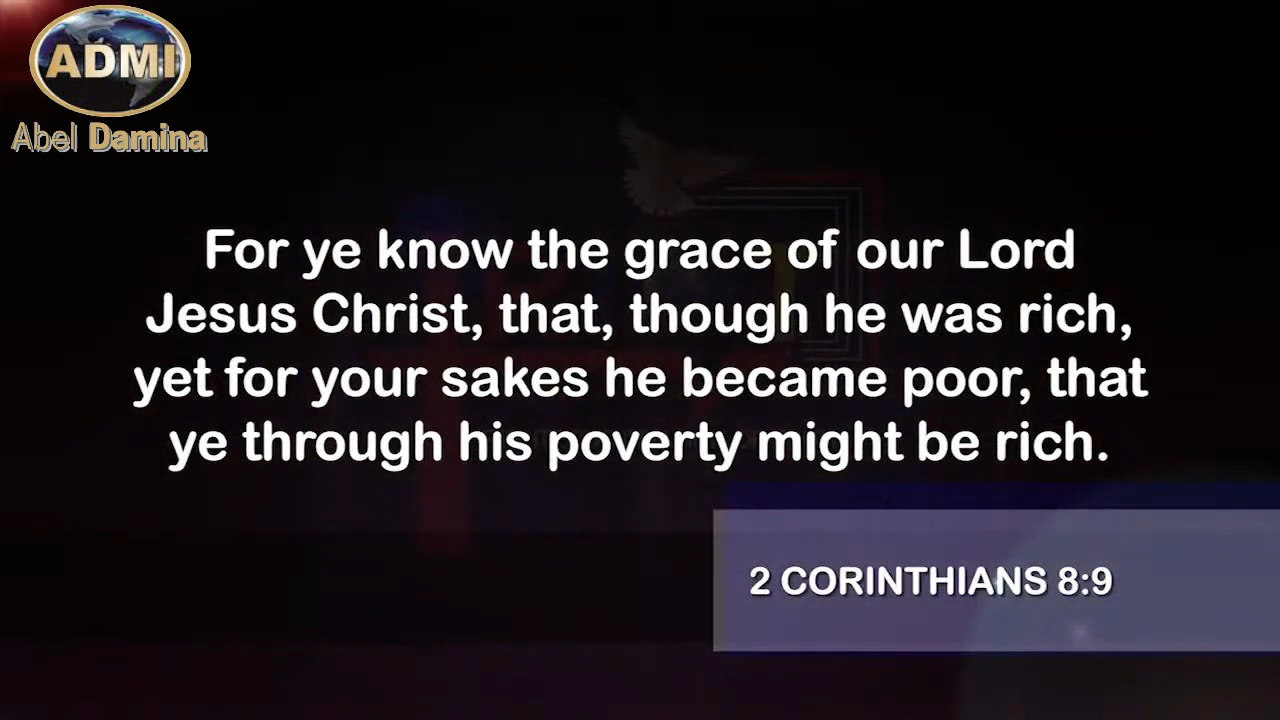 ADMI
Abel Damina
For ye know the grace of our Lord
Jesus Christ, that, though he was rich,
yet for your sakes he became poor, that
ye through his poverty might be rich.
2 CORINTHIANS 8:9